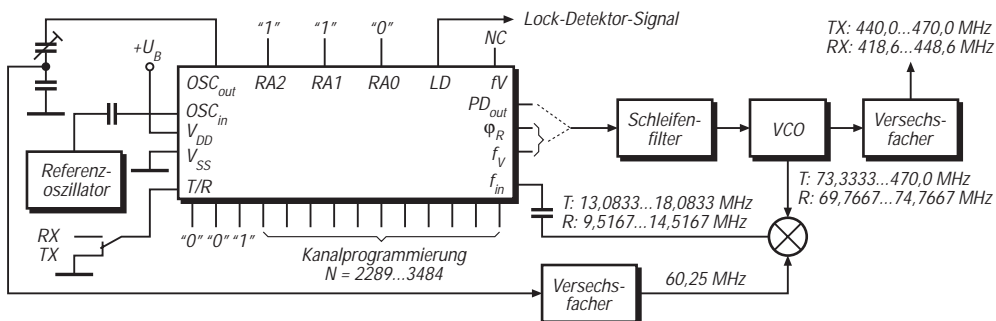 TX: 440,0...470,0 MHz
RX: 418,6...448,6 MHz
Lock-Detektor-Signal
"1"
"1"
"0"
NC
+U_B
OSC_out
RA2
RA1
RA0
LD
fV
PD_out
OSC_in
φ_R
V_DD
V_SS
f_V
T/R
f_in
Schleifen-
filter
VCO
Versechs-
facher
Referenz-
oszillator
T: 73,3333...470,0 MHz
R: 69,7667...74,7667 MHz
T: 13,0833...18,0833 MHz
R: 9,5167...14,5167 MHz
RX
TX
"0" "0" "1"
Kanalprogrammierung
N = 2289...3484
Versechs-
facher
60,25 MHz